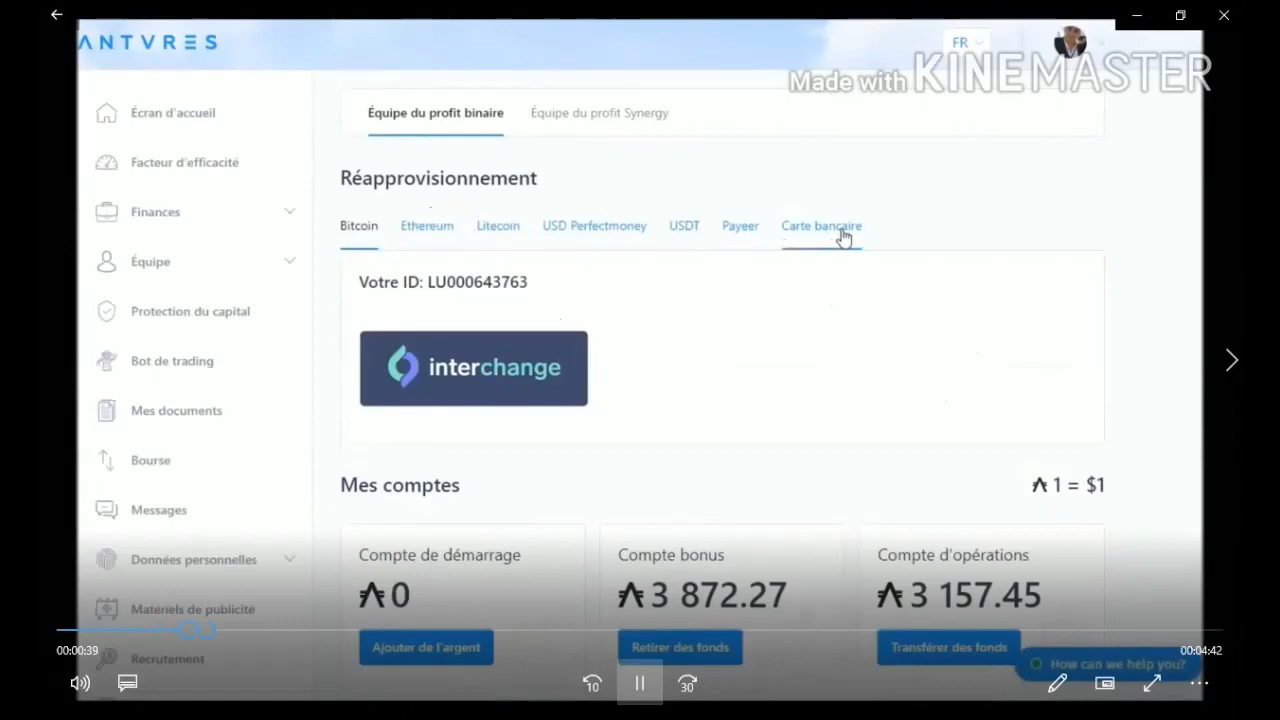 ANTVRES
FR
Made with KINEMASTER
Écran d'accueil
Facteur d'efficacité
Finances
Équipe
Protection du capital
Bot de trading
Mes documents
Bourse
Messages
Données personnelles
Matériels de publicité
Recrutement
Équipe du profit binaire Équipe du profit Synergy
Réapprovisionnement
Bitcoin Ethereum Litecoin USD Perfectmoney USDT Payeer Carte bancaire
Votre ID: LU000643763
interchange
Mes comptes ₳ 1 = $1
Compte de démarrage Compte bonus Compte d'opérations
₳ 0 ₳ 3 872.27 ₳ 3 157.45
Ajouter de l'argent Retirer des fonds Transférer des fonds
How can we help you?
00:00:39 00:04:42
10 30